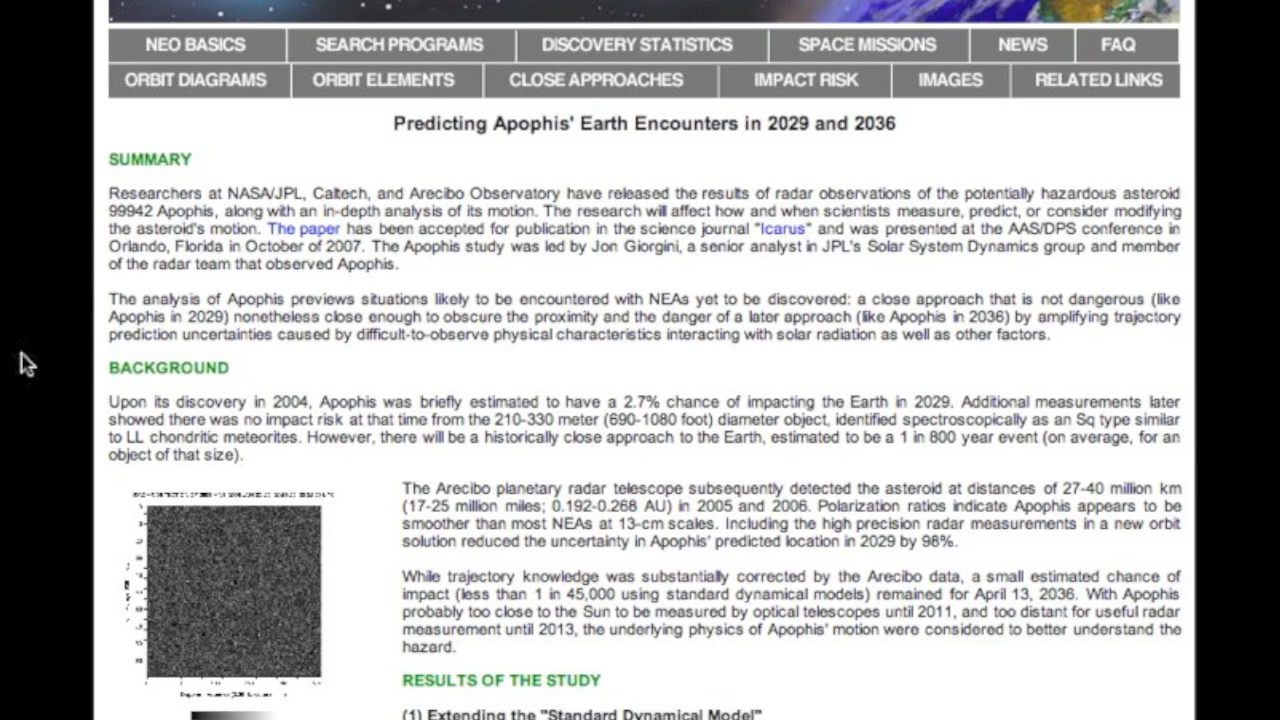 NEO BASICS SEARCH PROGRAMS DISCOVERY STATISTICS SPACE MISSIONS NEWS FAQ
ORBIT DIAGRAMS ORBIT ELEMENTS CLOSE APPROACHES IMPACT RISK IMAGES RELATED LINKS
Predicting Apophis' Earth Encounters in 2029 and 2036
SUMMARY
Researchers at NASA/JPL, Caltech, and Arecibo Observatory have released the results of radar observations of the potentially hazardous asteroid
99942 Apophis, along with an in-depth analysis of its motion. The research will affect how and when scientists measure, predict, or consider modifying
the asteroid's motion. The paper has been accepted for publication in the science journal "Icarus" and was presented at the AAS/DPS conference in
Orlando, Florida in October of 2007. The Apophis study was led by Jon Giorgini, a senior analyst in JPL's Solar System Dynamics group and member
of the radar team that observed Apophis.
The analysis of Apophis previews situations likely to be encountered with NEAs yet to be discovered: a close approach that is not dangerous (like
Apophis in 2029) nonetheless close enough to obscure the proximity and the danger of a later approach (like Apophis in 2036) by amplifying trajectory
prediction uncertainties caused by difficult-to-observe physical characteristics interacting with solar radiation as well as other factors.
BACKGROUND
Upon its discovery in 2004, Apophis was briefly estimated to have a 2.7% chance of impacting the Earth in 2029. Additional measurements later
showed there was no impact risk at that time from the 210-330 meter (690-1080 foot) diameter object, identified spectroscopically as an Sq type similar
to LL chondritic meteorites. However, there will be a historically close approach to the Earth, estimated to be a 1 in 800 year event (on average, for an
object of that size).
The Arecibo planetary radar telescope subsequently detected the asteroid at distances of 27-40 million km
(17-25 million miles; 0.192-0.268 AU) in 2005 and 2006. Polarization ratios indicate Apophis appears to be
smoother than most NEAs at 13-cm scales. Including the high precision radar measurements in a new orbit
solution reduced the uncertainty in Apophis' predicted location in 2029 by 98%.
While trajectory knowledge was substantially corrected by the Arecibo data, a small estimated chance of
impact (less than 1 in 45,000 using standard dynamical models) remained for April 13, 2036. With Apophis
probably too close to the Sun to be measured by optical telescopes until 2011, and too distant for useful radar
measurement until 2013, the underlying physics of Apophis' motion were considered to better understand the
hazard.
RESULTS OF THE STUDY
(1) Extending the "Standard Dynamical Model"